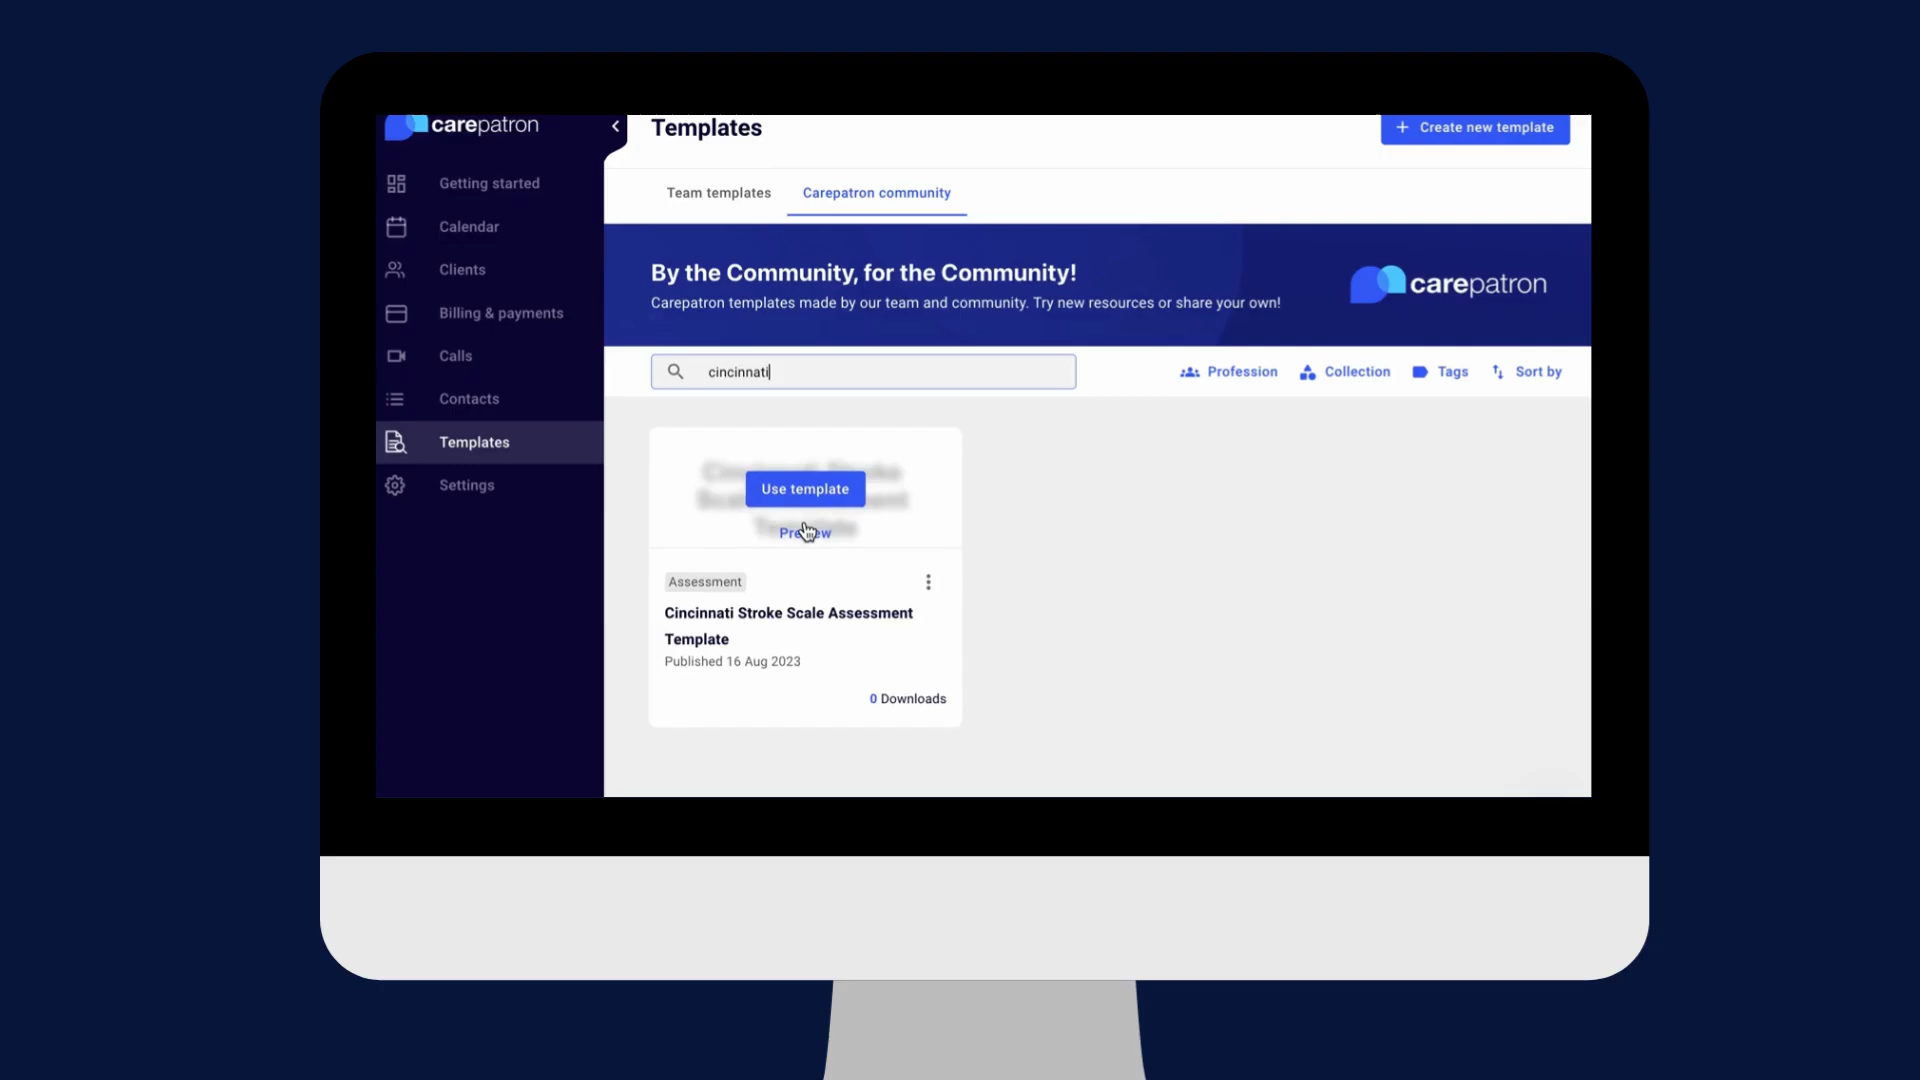 carepatron
Templates
Create new template
Getting started
Calendar
Clients
Billing & payments
Calls
Contacts
Templates
Settings
Team templates
Carepatron community
By the Community, for the Community!
Carepatron templates made by our team and community. Try new resources or share your own!
carepatron
cincinnati
Profession
Collection
Tags
Sort by
Use template
Assessment
Cincinnati Stroke Scale Assessment
Template
Published 16 Aug 2023
0 Downloads